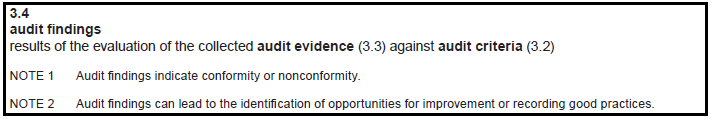 3.4
audit findings
results of the evaluation of the collected audit evidence (3.3) against audit criteria (3.2)
NOTE 1 Audit findings indicate conformity or nonconformity.
NOTE 2 Audit findings can lead to the identification of opportunities for improvement or recording good practices.